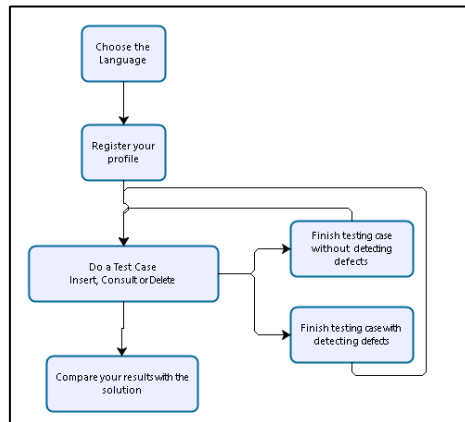 Choose the
Language
Register your
profile
Do a Test Case
Insert, Consult or Delete
Finish testing case
without detecting
defects
Finish testing case with
detecting defects
Compare your results with the
solution